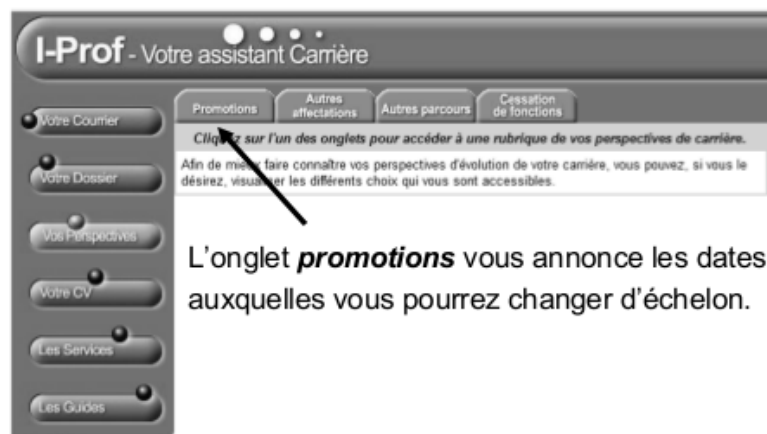 I-Prof - Votre assistant Carrière
Promotions
Autres affectations
Autres parcours
Cessation de fonctions
Cliquez sur l'un des onglets pour accéder à une rubrique de vos perspectives de carrière.
Afin de mieux faire connaître vos perspectives d'évolution de votre carrière, vous pouvez, si vous le
désirez, visualiser les différents choix qui vous sont accessibles.
Votre Courrier
Votre Dossier
Vos Perspectives
Votre CV
Les Services
Les Guides
L'onglet promotions vous annonce les dates
auxquelles vous pourrez changer d'échelon.